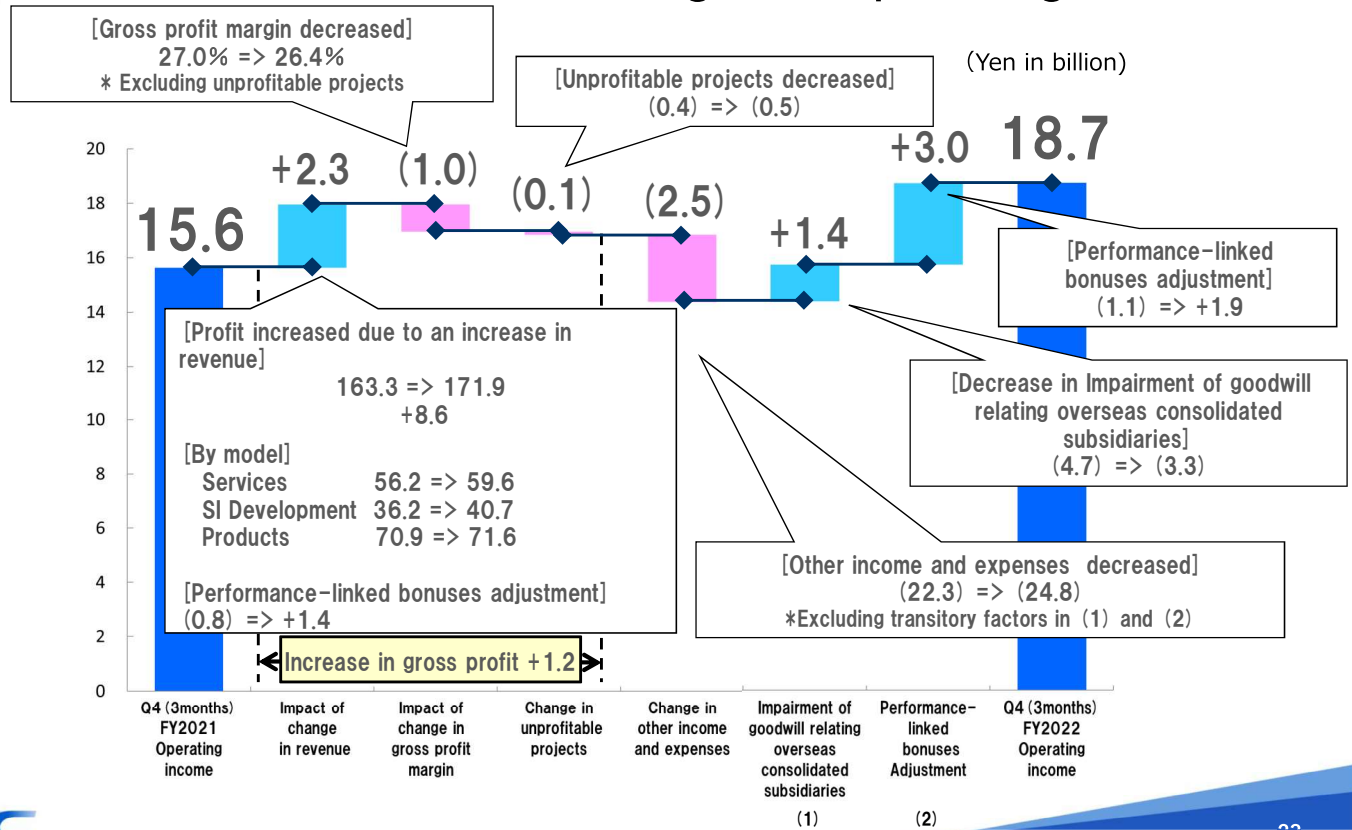 [Gross profit margin decreased]
27.0% => 26.4%
* Excluding unprofitable projects
(Yen in billion)
[Unprofitable projects decreased]
(0.4) => (0.5)
15.6
+2.3
(1.0)
(0.1)
(2.5)
+1.4
+3.0
18.7
20
18
16
14
12
10
8
6
4
2
0
[Performance-linked
bonuses adjustment]
(1.1) => +1.9
[Profit increased due to an increase in
revenue]
163.3 => 171.9
+8.6
[By model]
Services 56.2 => 59.6
SI Development 36.2 => 40.7
Products 70.9 => 71.6
[Performance-linked bonuses adjustment]
(0.8) => +1.4
[Decrease in Impairment of goodwill
relating overseas consolidated
subsidiaries]
(4.7) => (3.3)
[Other income and expenses decreased]
(22.3) => (24.8)
*Excluding transitory factors in (1) and (2)
Increase in gross profit +1.2
Q4 (3months)
FY2021
Operating
income
Impact of
change
in revenue
Impact of
change in
gross profit
margin
Change in
unprofitable
projects
Change in
other income
and expenses
Impairment of
goodwill relating
overseas
consolidated
subsidiaries
(1)
Performance-
linked
bonuses
Adjustment
(2)
Q4 (3months)
FY2022
Operating
income